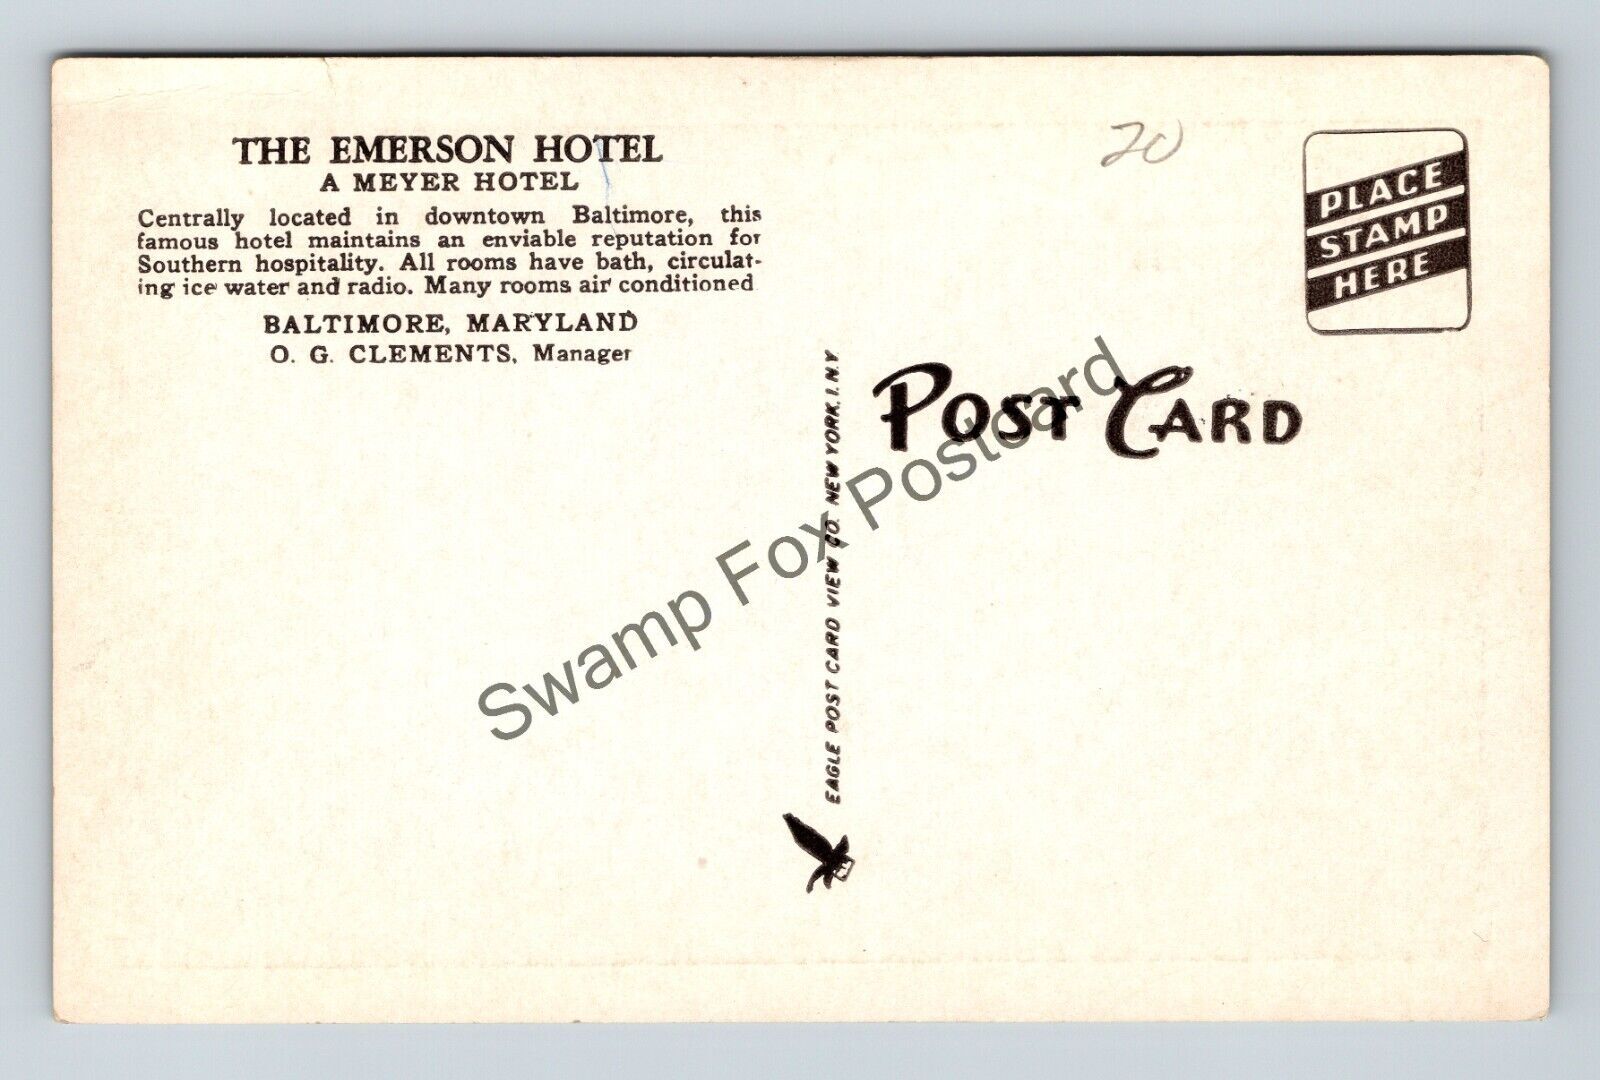 THE EMERSON HOTEL
A MEYER HOTEL
Centrally located in downtown Baltimore, this
famous hotel maintains an enviable reputation for
Southern hospitality. All rooms have bath, circulat-
ing ice water and radio. Many rooms air conditioned
BALTIMORE, MARYLAND
O. G. CLEMENTS, Manager
20
PLACE
STAMP
HERE
POST CARD
EAGLE POST CARD VIEW CO. NEW YORK, 1. N.Y
Swamp Fox Postcard